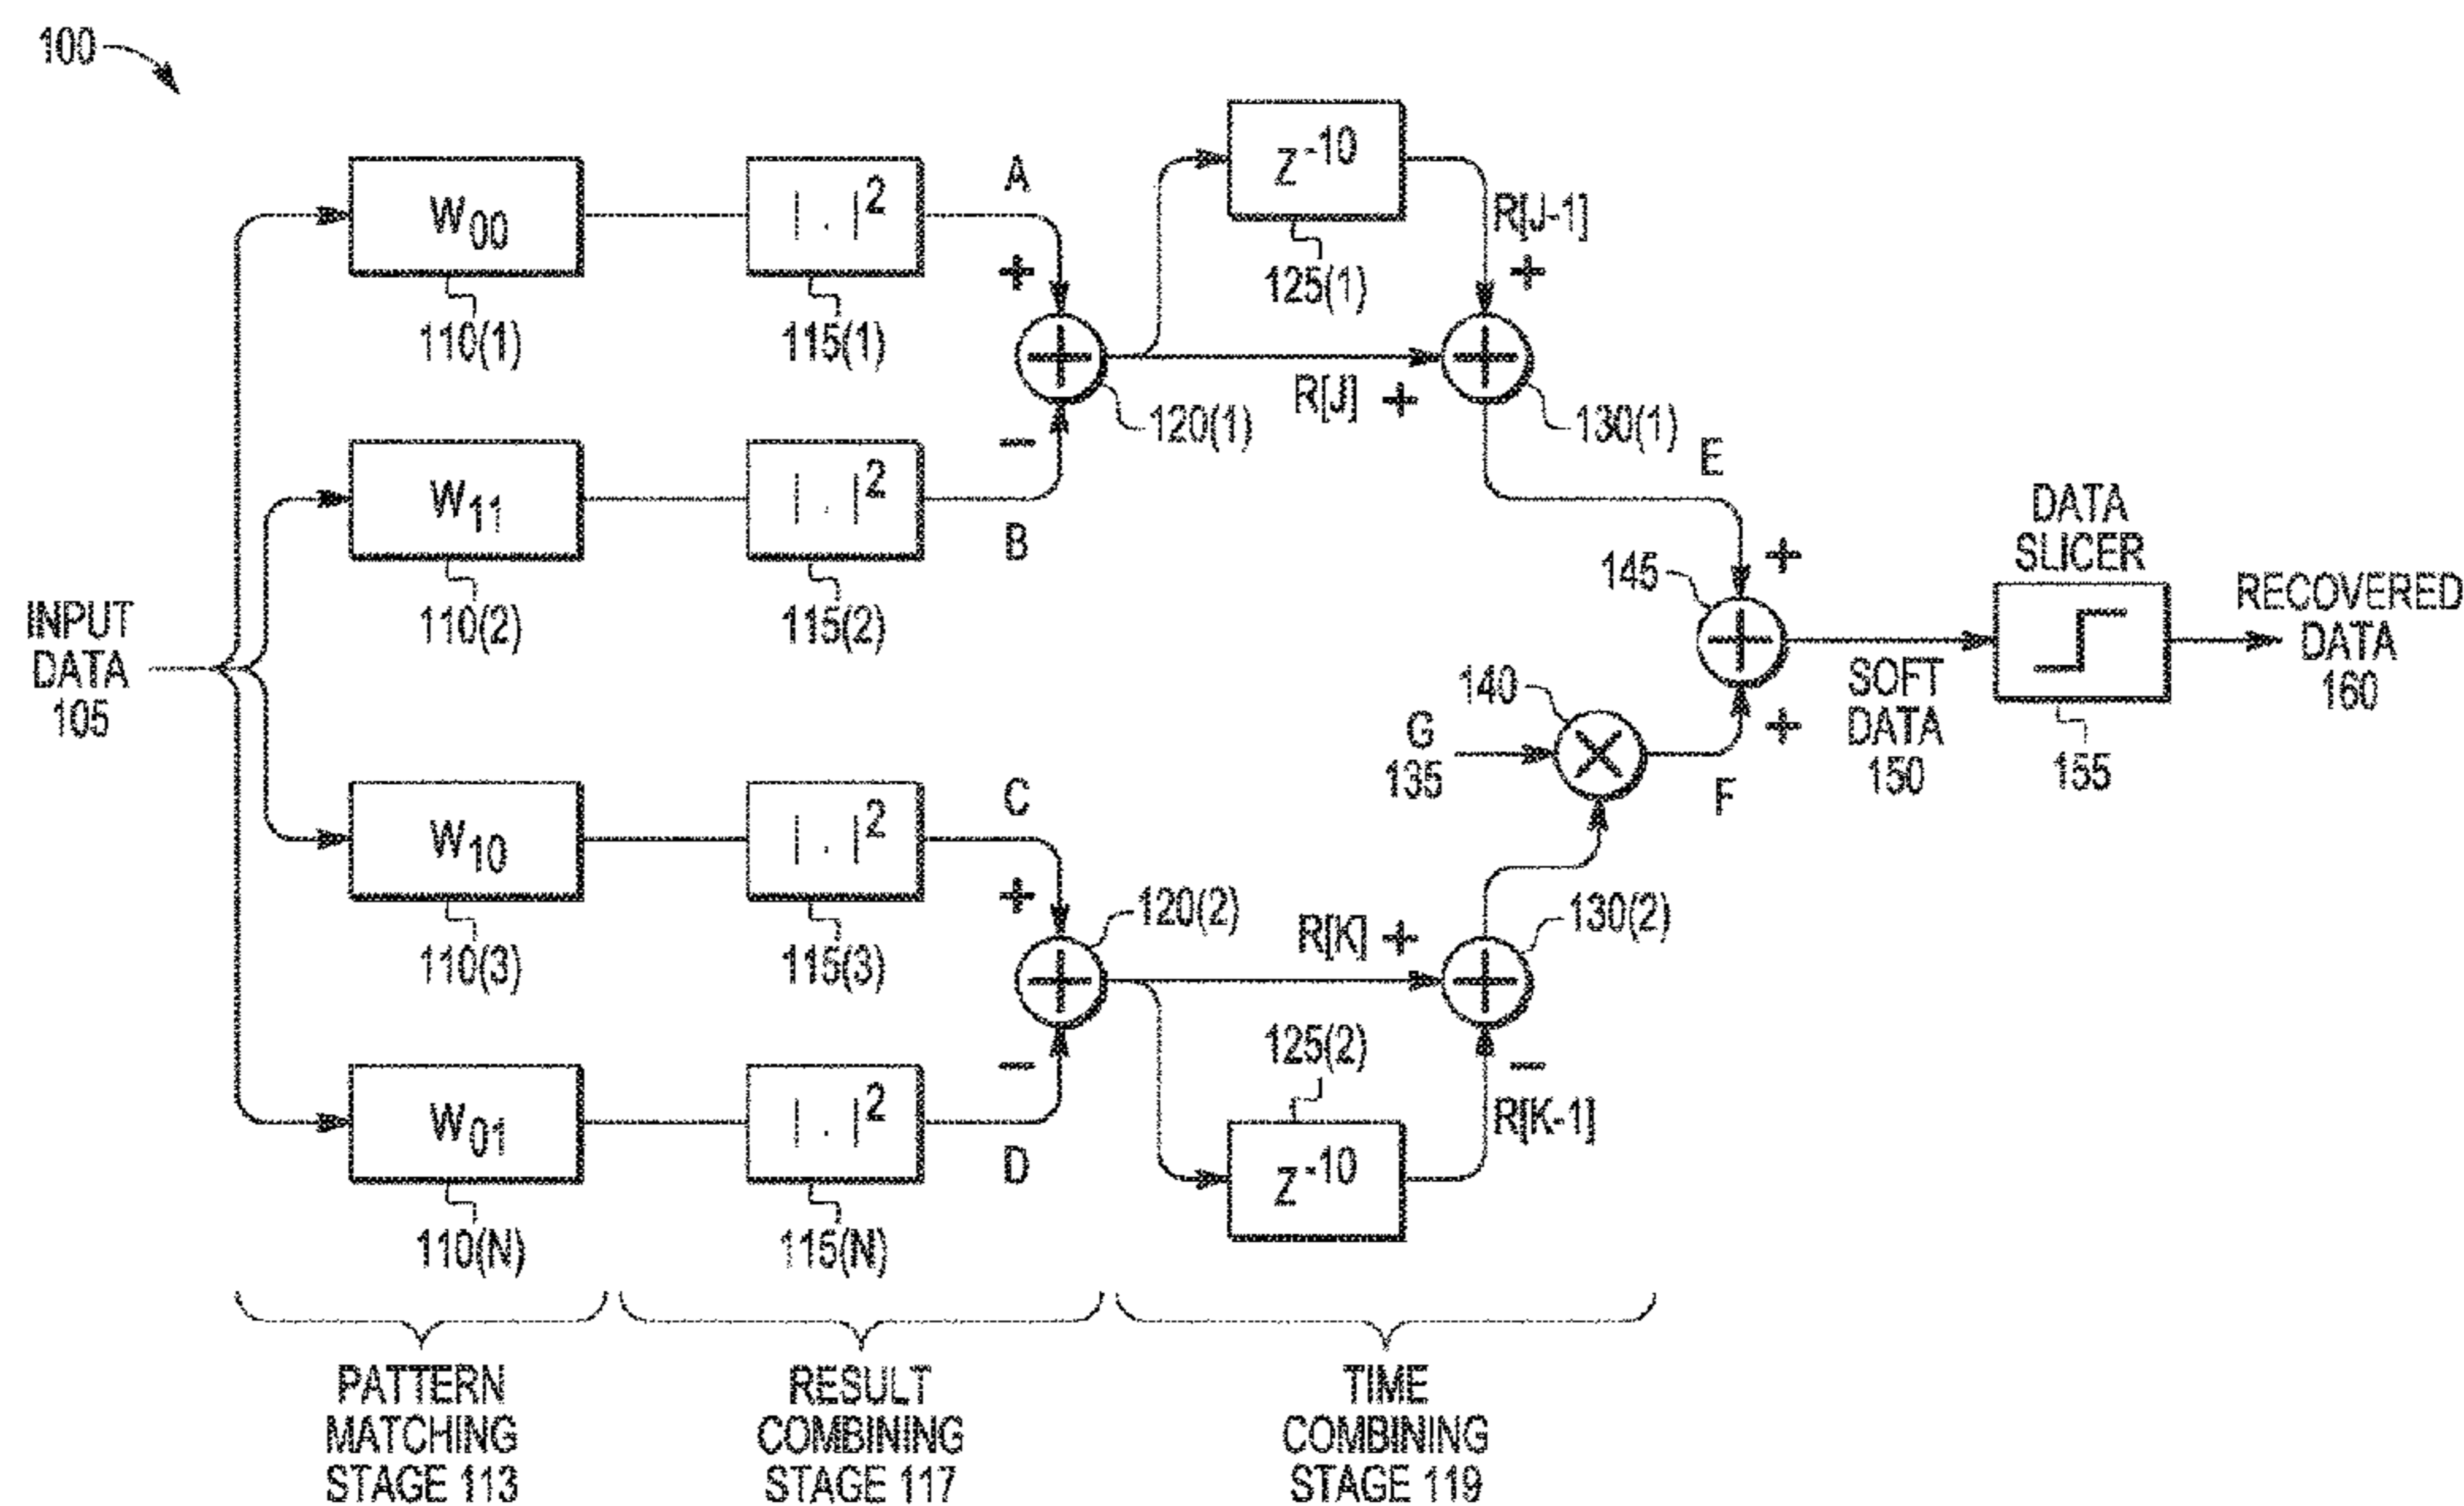 100
INPUT
DATA
105
W00
110(1)
W11
110(2)
W10
110(3)
W01
110(N)
| . |2
115(1)
| . |2
115(2)
| . |2
115(3)
| . |2
115(N)
A
+
−
B
120(1)
C
+
−
D
120(2)
Z-10
125(1)
R[J-1]
+
R[J] +
130(1)
E
R[K] +
130(2)
125(2)
Z-10
−
R[K-1]
G
135
140
F
145
+
+
SOFT
DATA
150
DATA
SLICER
155
RECOVERED
DATA
160
PATTERN
MATCHING
STAGE 113
RESULT
COMBINING
STAGE 117
TIME
COMBINING
STAGE 119